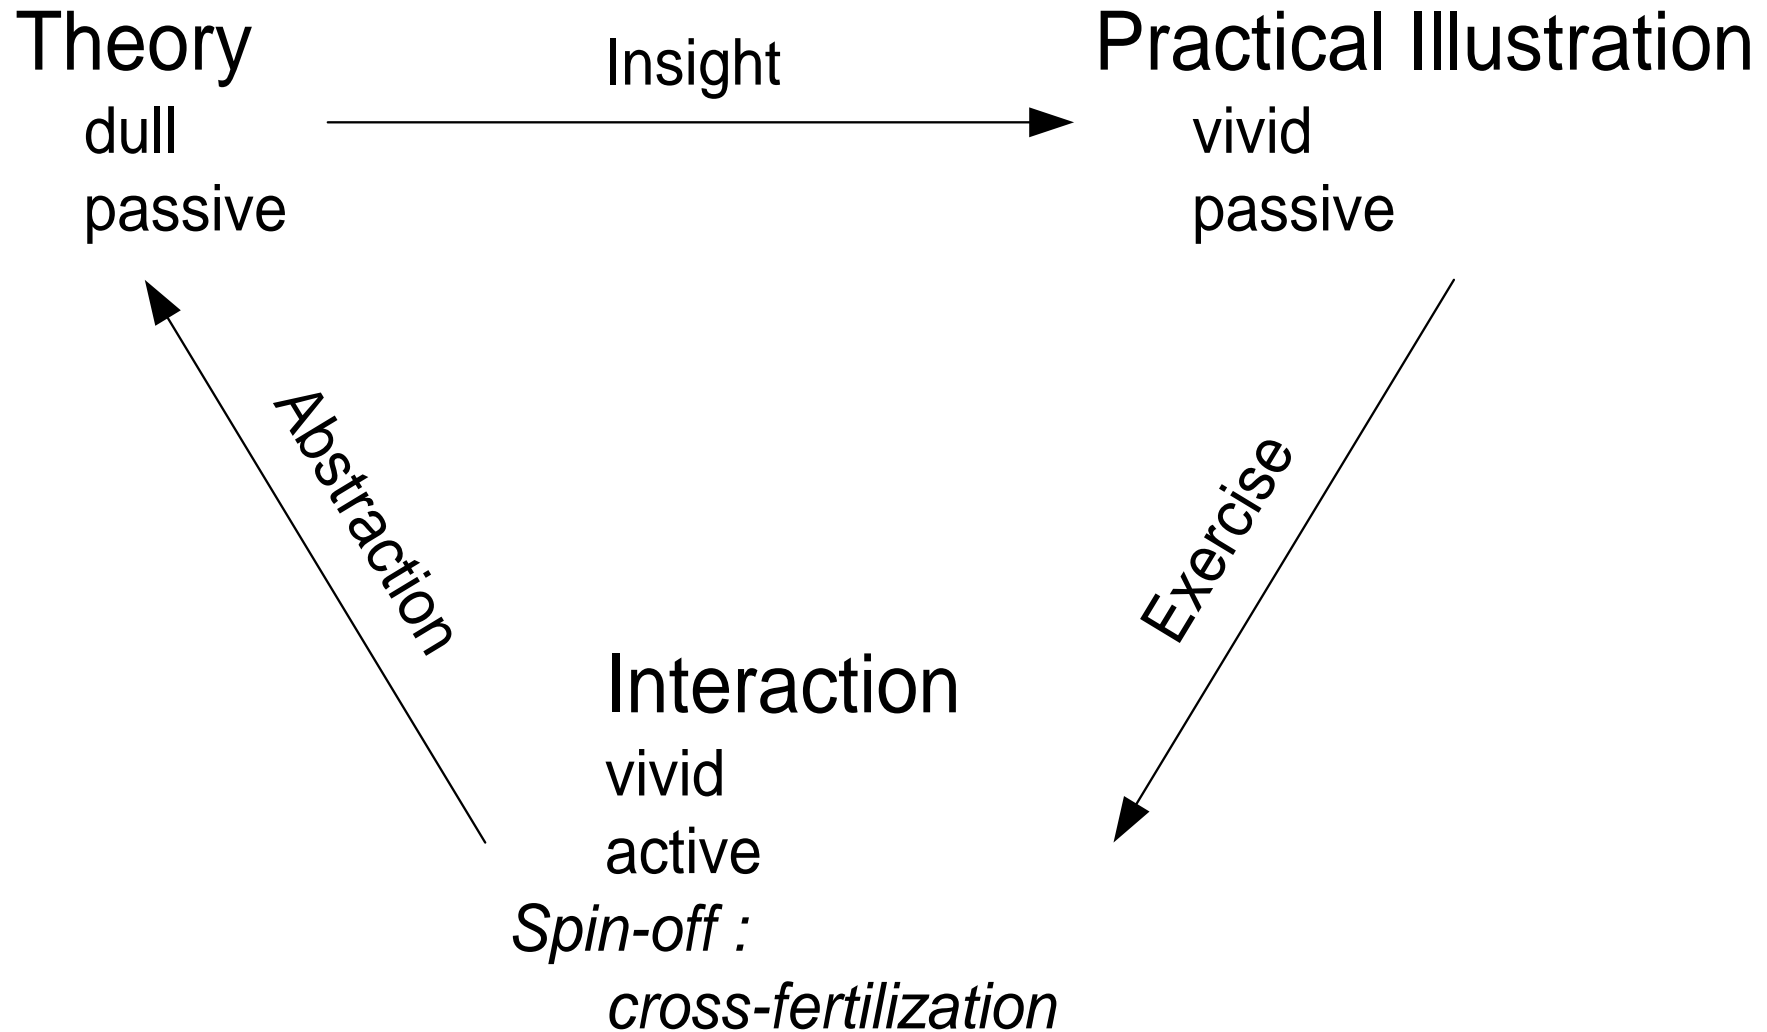 Theory
dull
passive
Insight
Practical Illustration
vivid
passive
Abstraction
Exercise
Interaction
vivid
active
Spin-off :
cross-fertilization